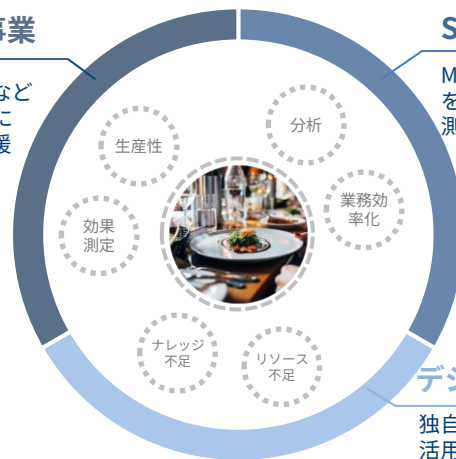 事業
など
に
援
S
M
を
測
分析
生産性
業務効
率化
効果
測定
ナレッジ
不足
リソース
不足
デジ
独自
活用